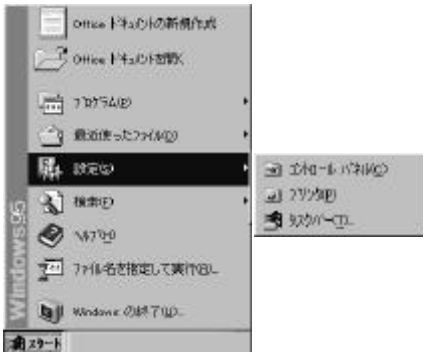 Office ﾄﾞｷｭﾒﾝﾄの新規作成
Office ﾄﾞｷｭﾒﾝﾄを開く
ﾌﾟﾛｸﾞﾗﾑ(P)
最近使ったﾌｧｲﾙ(D)
設定(S)
ｺﾝﾄﾛｰﾙ ﾊﾟﾈﾙ(C)
ﾌﾟﾘﾝﾀ(P)
ﾀｽｸﾊﾞｰ(T)...
検索(F)
ﾍﾙﾌﾟ(H)
ﾌｧｲﾙ名を指定して実行(R)...
Windows の終了(U)...
Windows95
ｽﾀｰﾄ